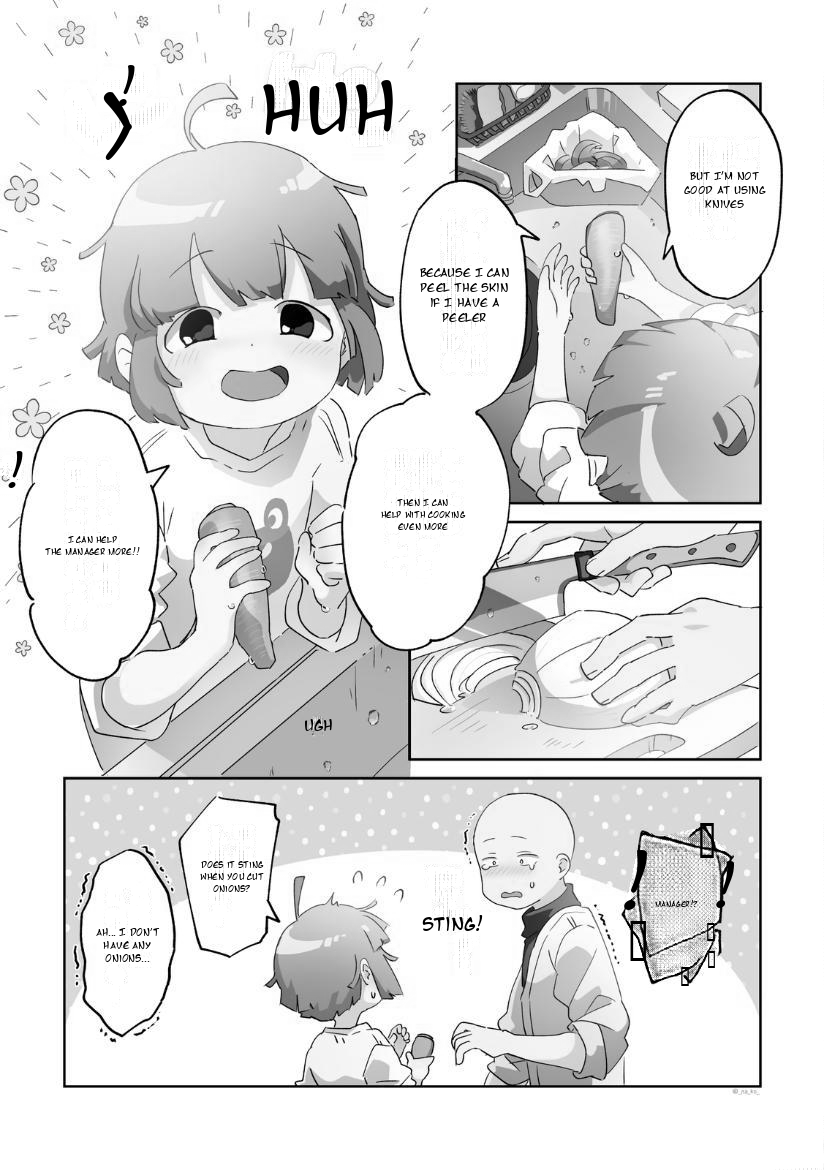 BUT I'M NOT
GOOD AT USING
KNIVES
BECAUSE I CAN
PEEL THE SKIN
IF I HAVE A
PEELER
HUH
THEN I CAN
HELP WITH COOKING
EVEN MORE
I CAN HELP
THE MANAGER MORE!!
!
UGH
MANAGER!?
STING!
DOES IT STING
WHEN YOU CUT
ONIONS?
AH... I DON'T
HAVE ANY
ONIONS...
@_na_ko_